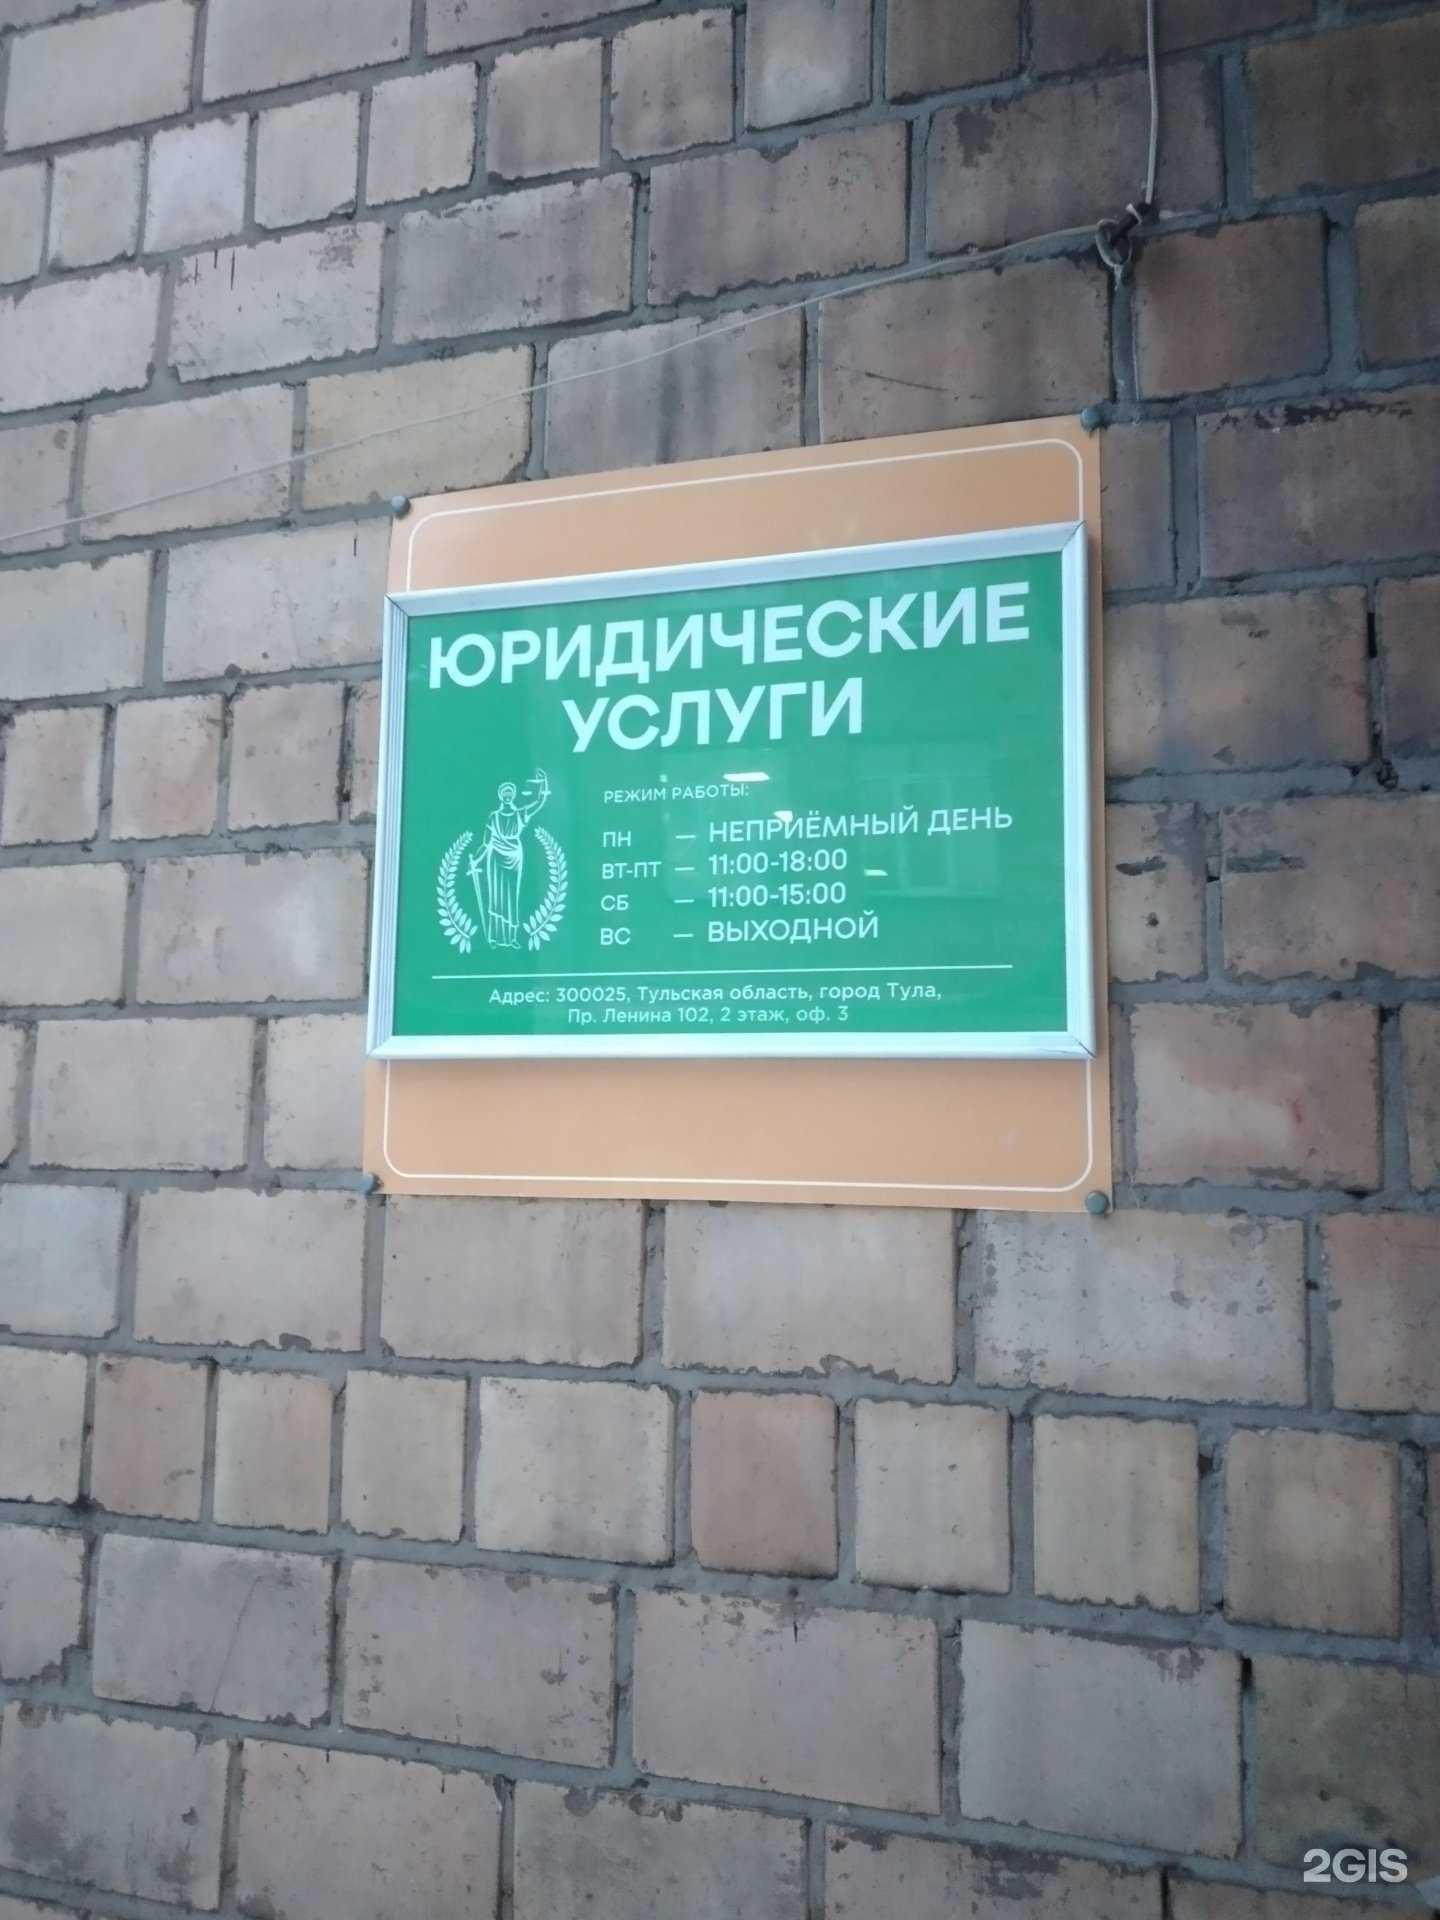 ЮРИДИЧЕСКИЕ
УСЛУГИ
РЕЖИМ РАБОТЫ:
ПН — НЕПРИЁМНЫЙ ДЕНЬ
ВТ-ПТ — 11:00-18:00
СБ — 11:00-15:00
ВС — ВЫХОДНОЙ
Адрес: 300025, Тульская область, город Тула,
Пр. Ленина 102, 2 этаж, оф. 3
2GIS